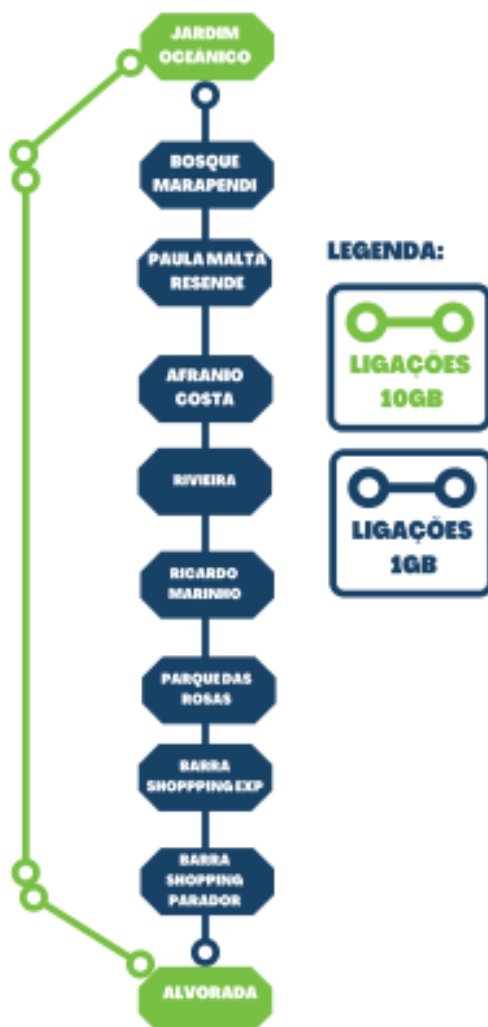 JARDIM
OCEÂNICO
BOSQUE
MARAPENDI
PAULA MALTA
RESENDE
AFRANIO
COSTA
RIVIEIRA
RICARDO
MARINHO
PARQUE DAS
ROSAS
BARRA
SHOPPPING EXP
BARRA
SHOPPING
PARADOR
ALVORADA
LEGENDA:
LIGAÇÕES
10GB
LIGAÇÕES
1GB